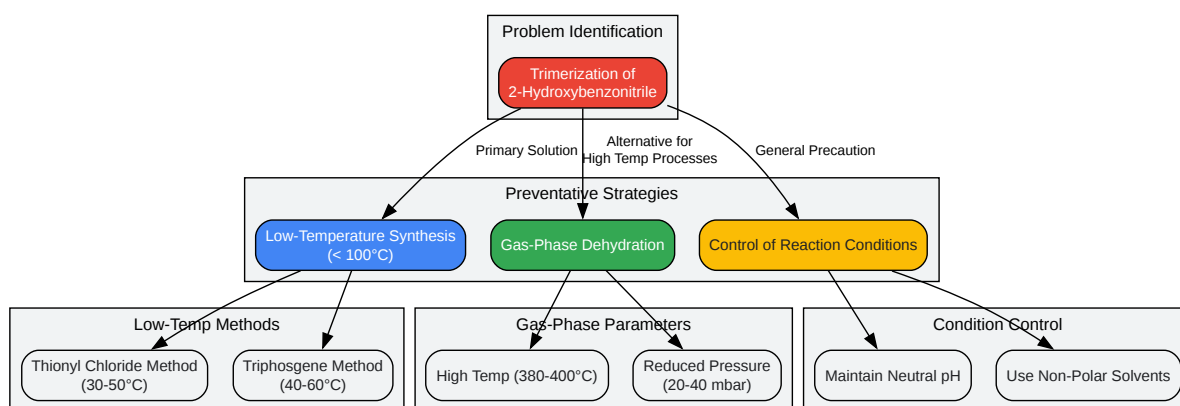 Problem Identification
Trimerization of
2-Hydroxybenzonitrile
Primary Solution
Alternative for
High Temp Processes
General Precaution
Preventative Strategies
Low-Temperature Synthesis
(< 100°C)
Gas-Phase Dehydration
Control of Reaction Conditions
Low-Temp Methods
Thionyl Chloride Method
(30-50°C)
Triphosgene Method
(40-60°C)
Gas-Phase Parameters
High Temp (380-400°C)
Reduced Pressure
(20-40 mbar)
Condition Control
Maintain Neutral pH
Use Non-Polar Solvents